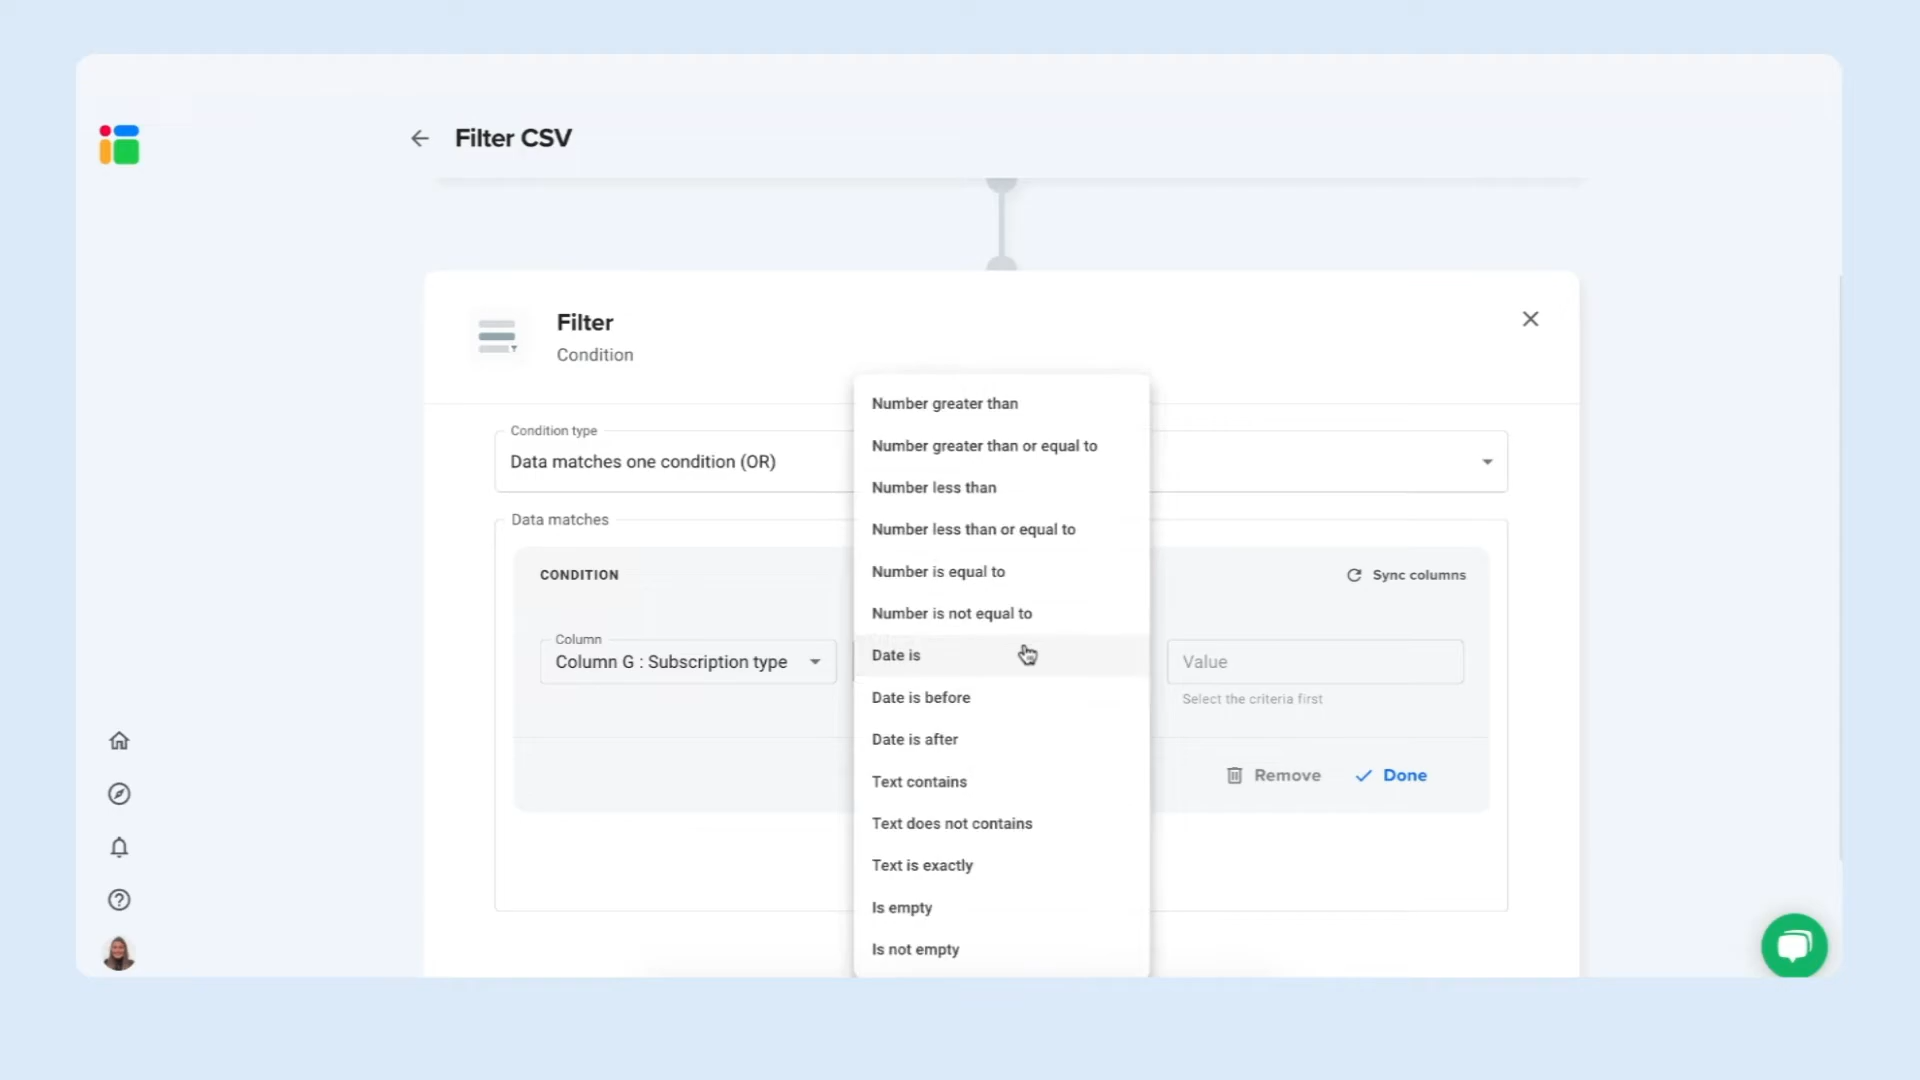 Filter CSV
Filter
Condition
Condition type
Data matches one condition (OR)
Data matches
CONDITION
Sync columns
Column
Column G : Subscription type
Number greater than
Number greater than or equal to
Number less than
Number less than or equal to
Number is equal to
Number is not equal to
Date is
Date is before
Date is after
Text contains
Text does not contains
Text is exactly
Is empty
Is not empty
Value
Select the criteria first
Remove
Done